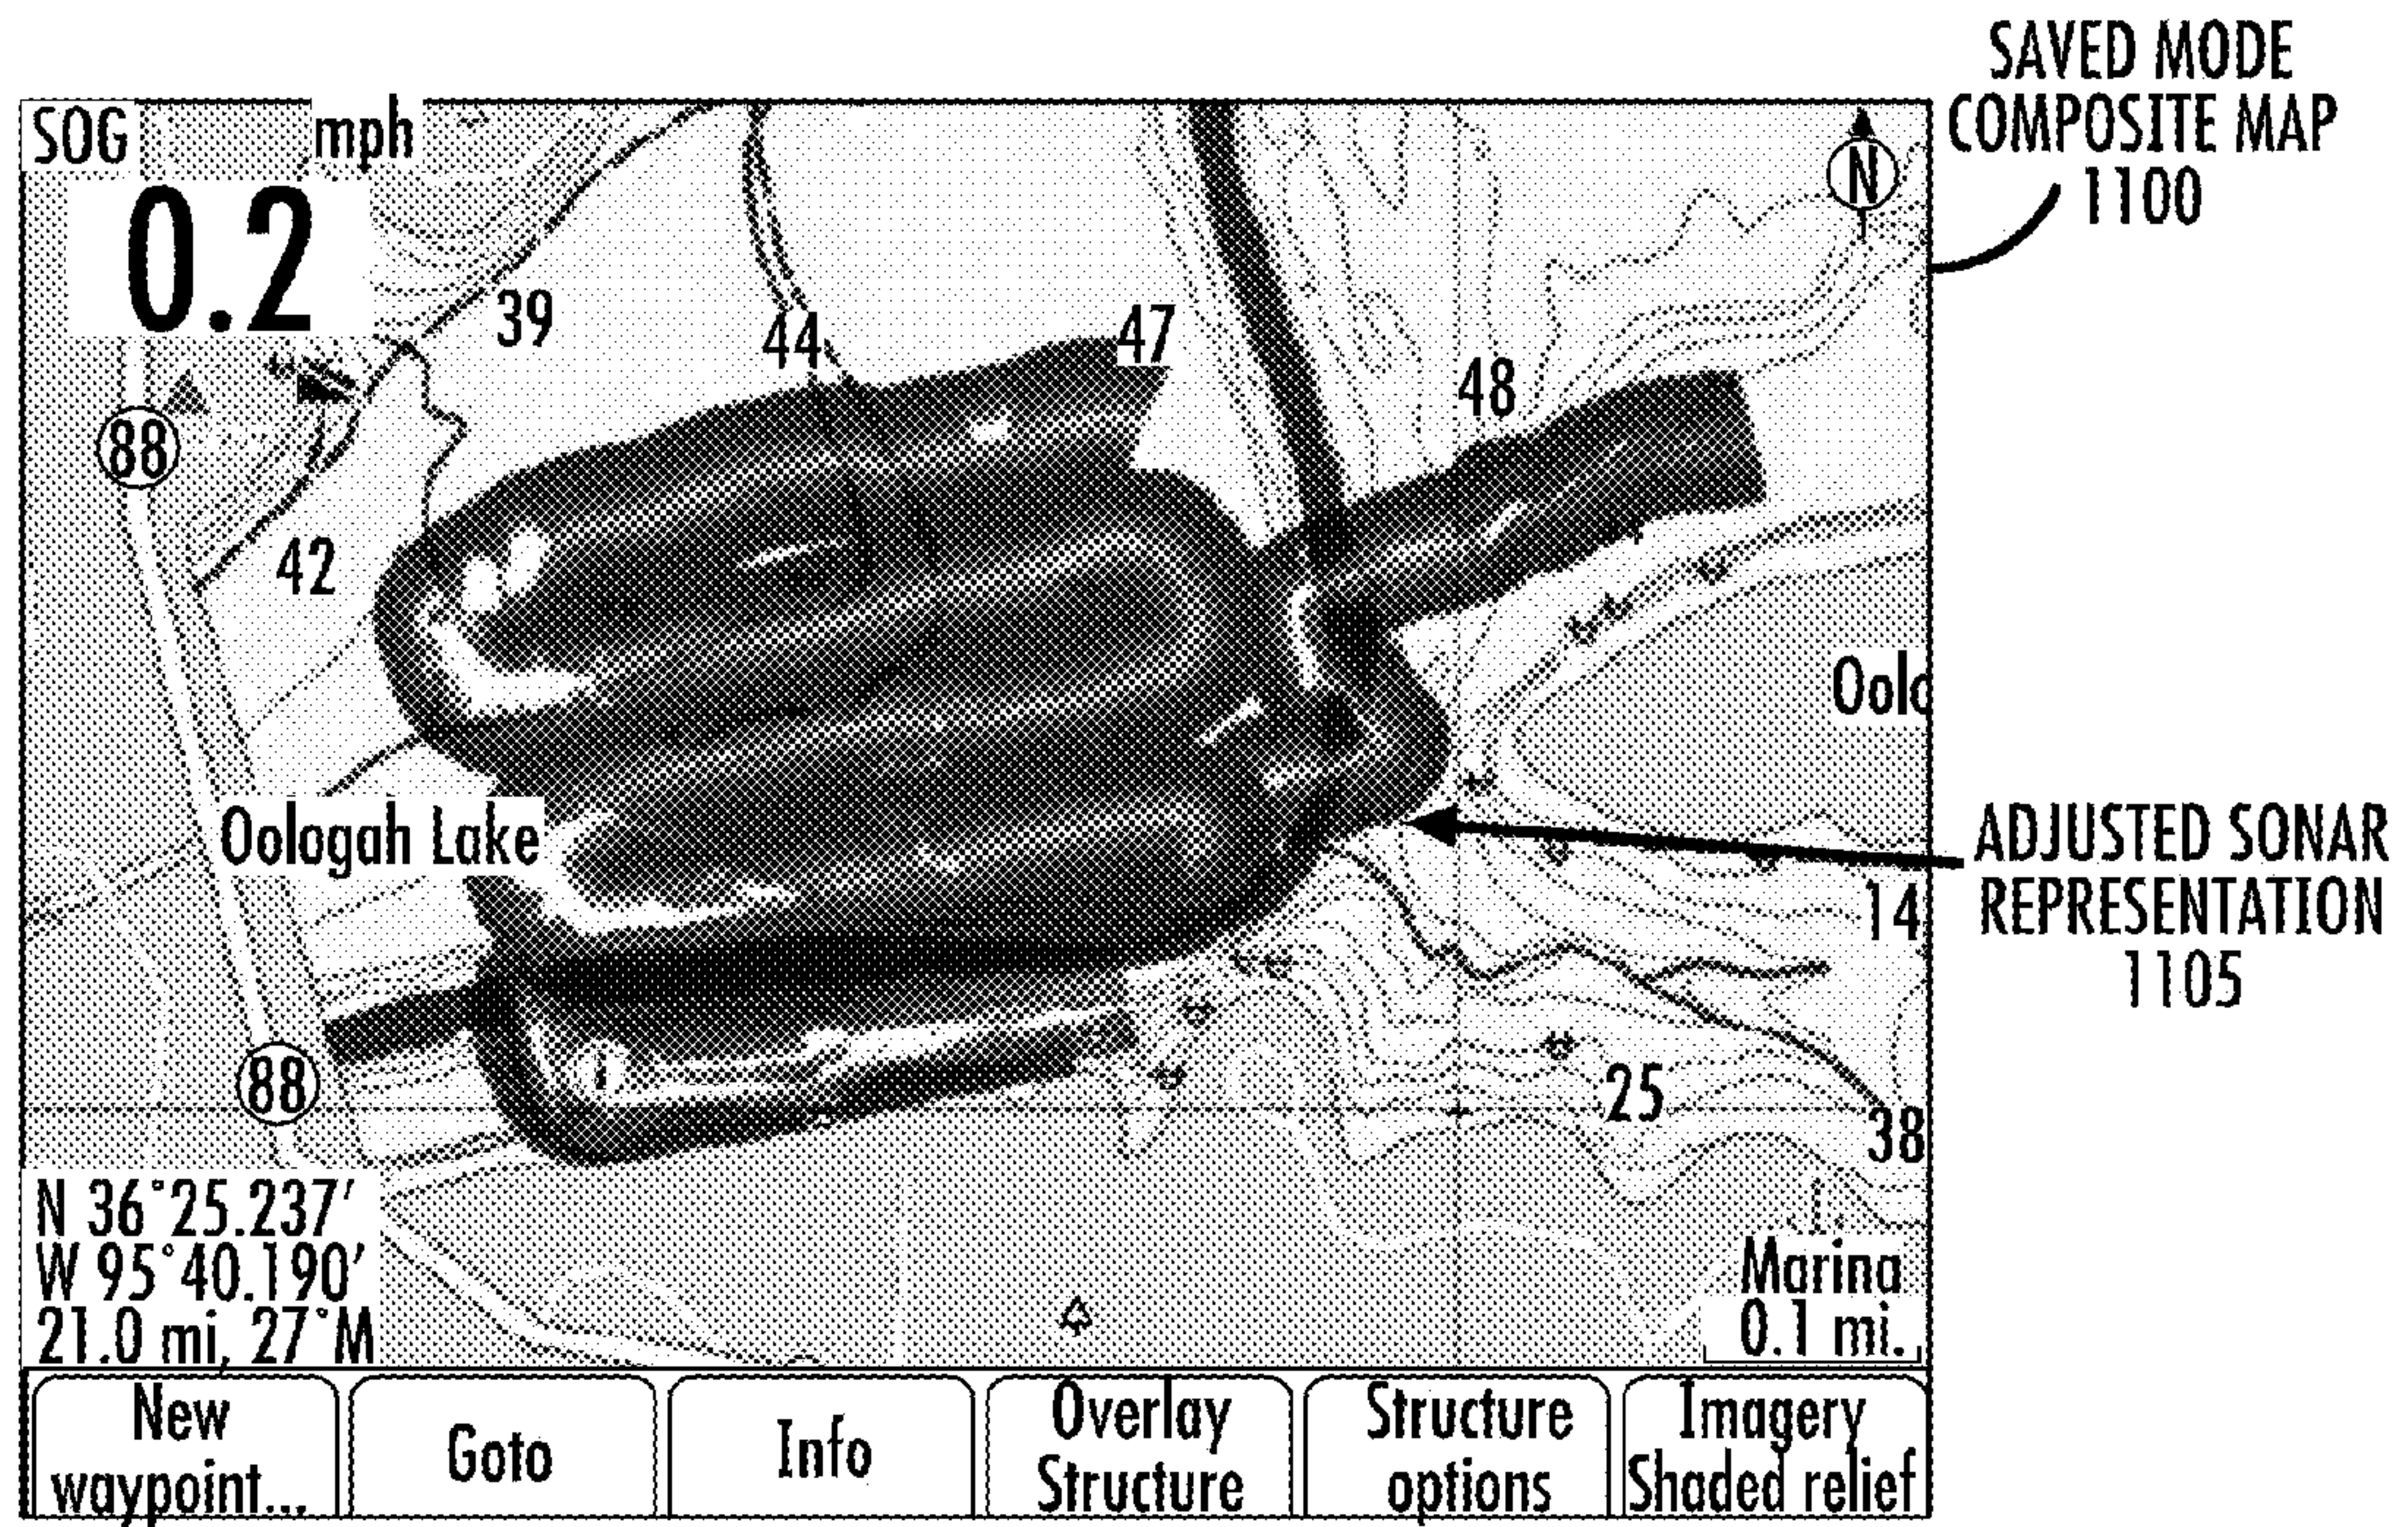 SAVED MODE
COMPOSITE MAP
1100
SOG mph
0.2
N
39
44
47
48
88
42
Oolo
Oologah Lake
ADJUSTED SONAR
REPRESENTATION
1105
14
88
25
38
N 36°25.237'
W 95°40.190'
21.0 mi, 27°M
Marina
0.1 mi.
New
waypoint...
Goto
Info
Overlay
Structure
Structure
options
Imagery
Shaded relief